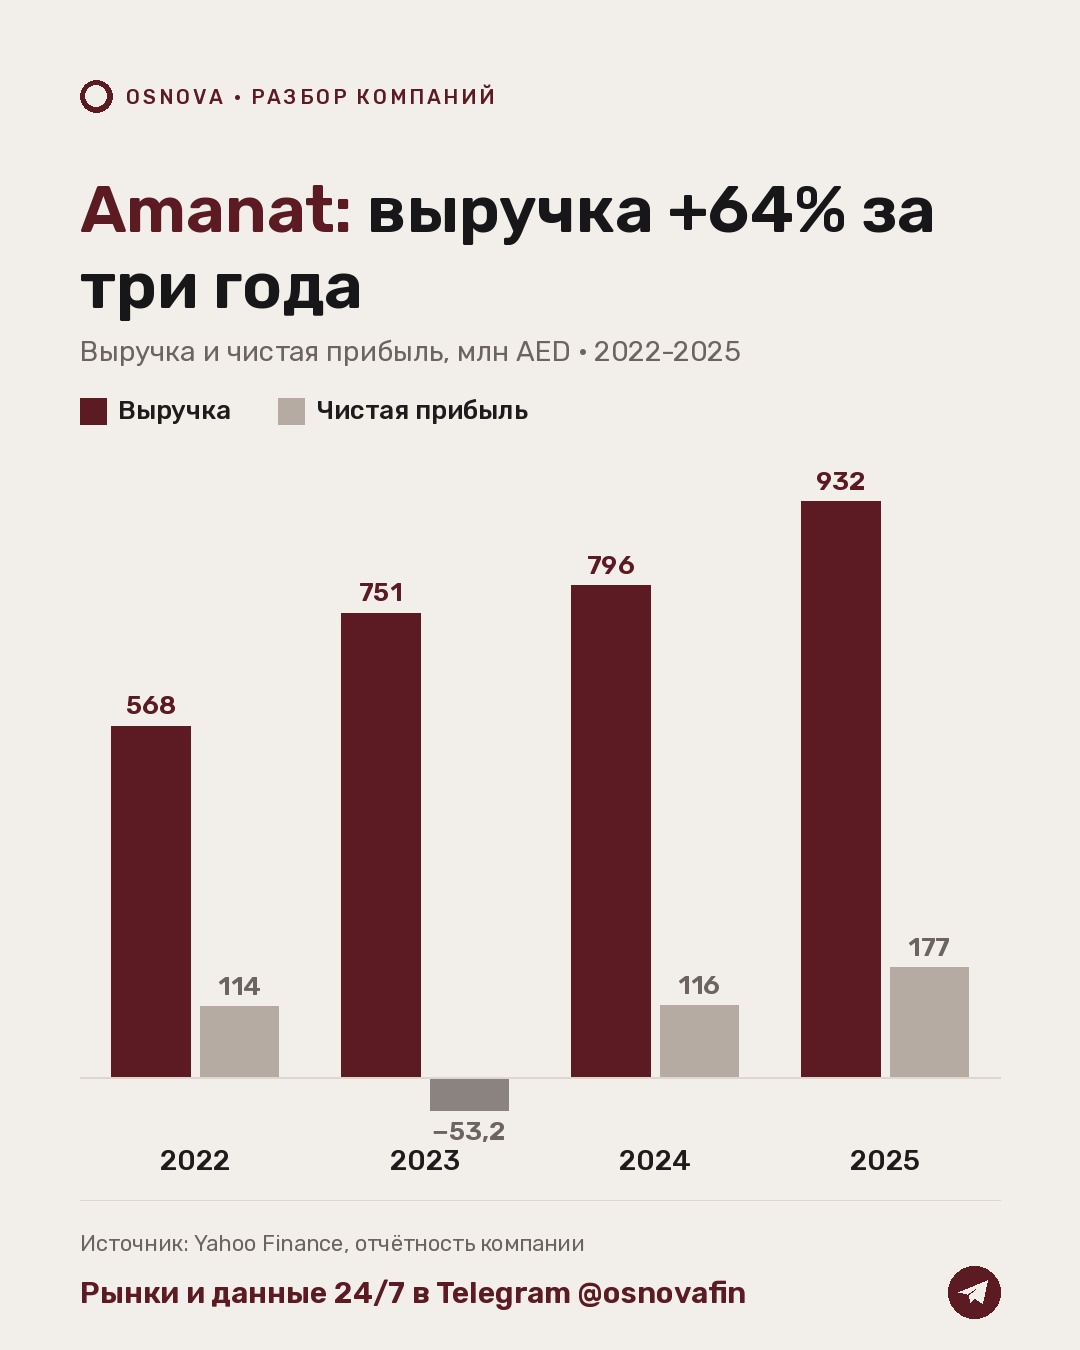 OSNOVA • РАЗБОР КОМПАНИЙ
Amanat: выручка +64% за
три года
Выручка и чистая прибыль, млн AED • 2022-2025
Выручка
Чистая прибыль
932
796
751
568
177
114
116
−53,2
2022
2023
2024
2025
Источник: Yahoo Finance, отчётность компании
Рынки и данные 24/7 в Telegram @osnovafin